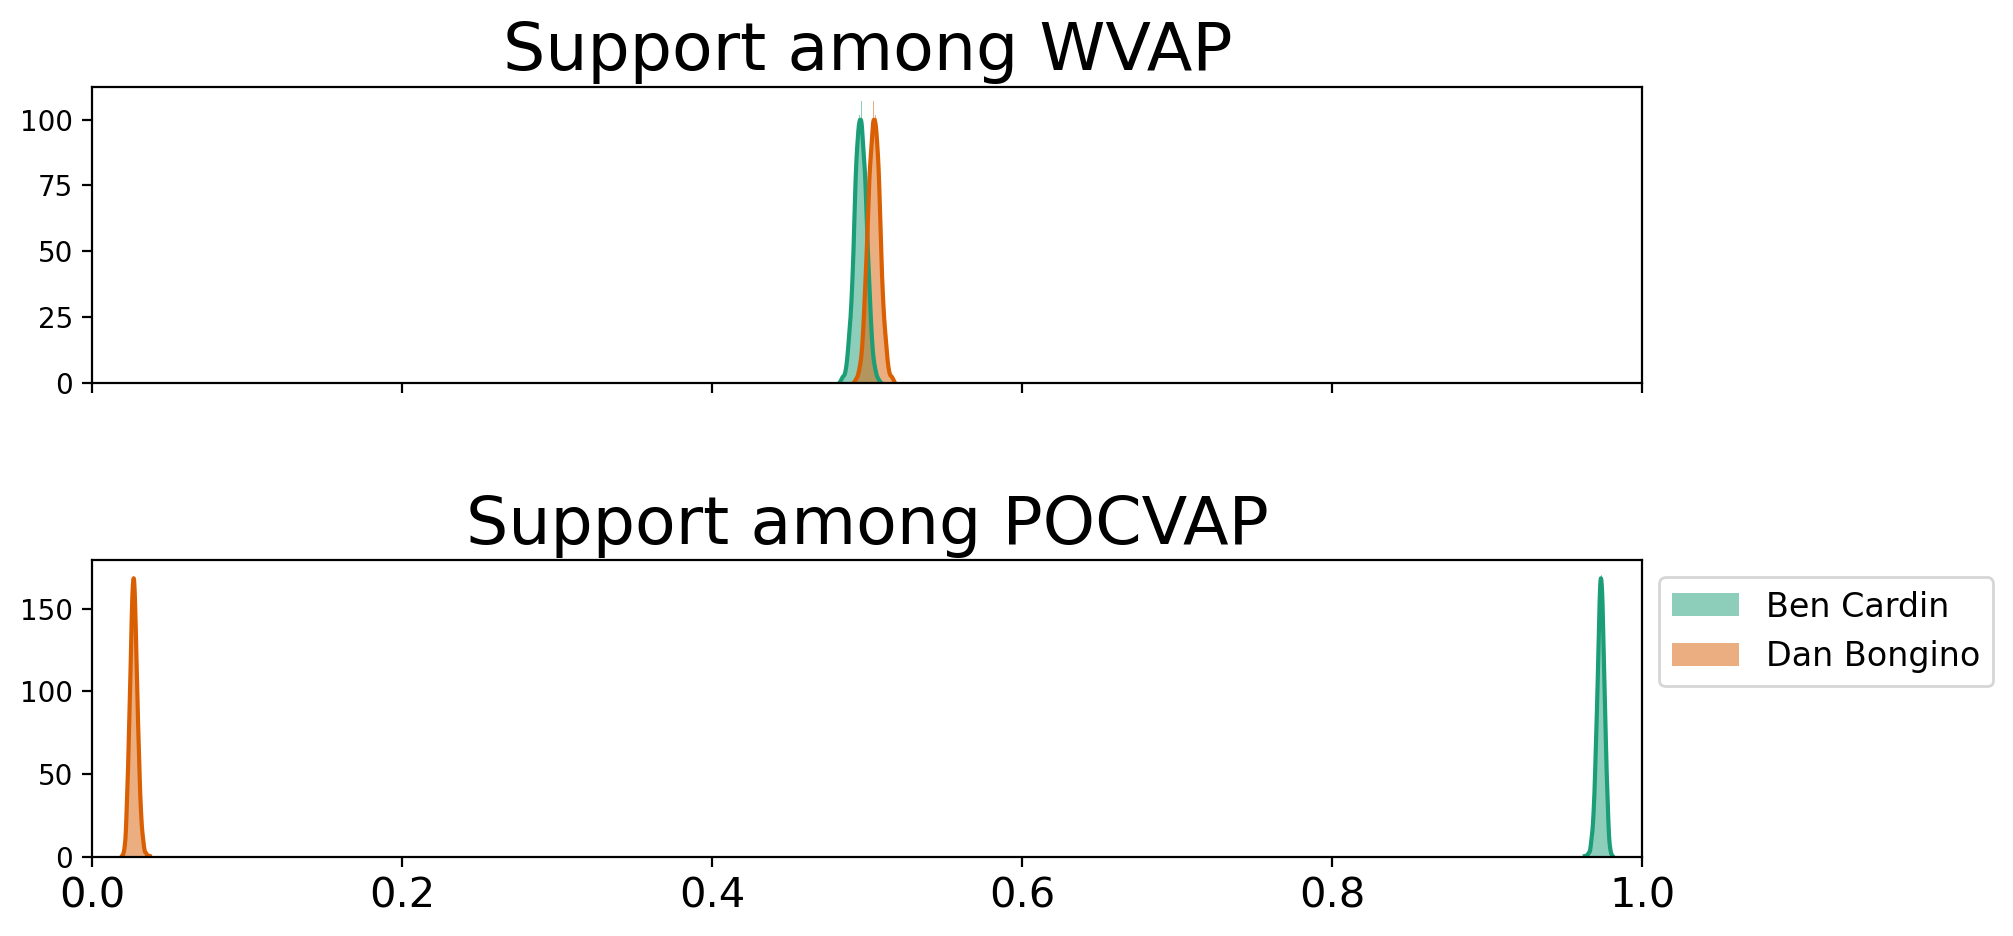 Support among WVAP
100
75
50
25
0
Support among POCVAP
150
100
50
0
0.0 0.2 0.4 0.6 0.8 1.0
Ben Cardin
Dan Bongino